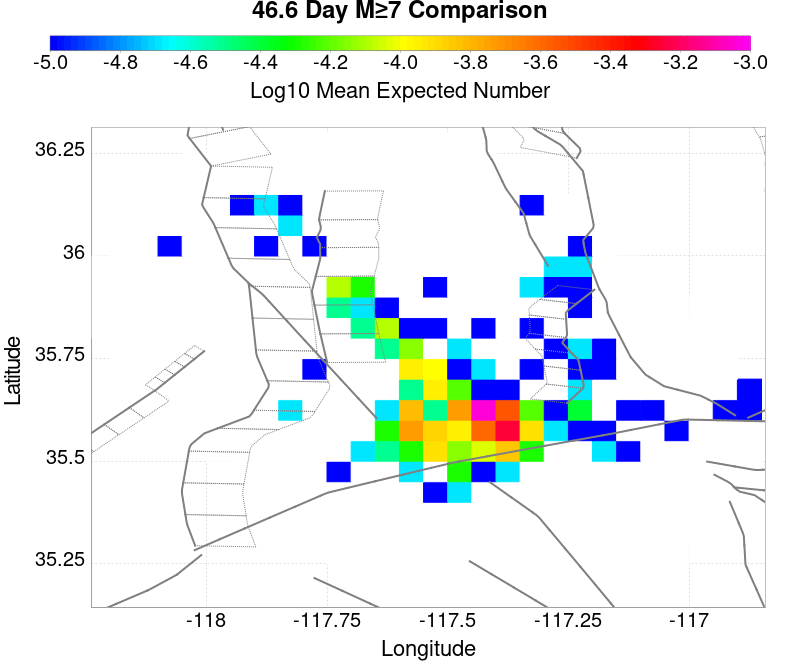 46.6 Day M≥7 Comparison
-5.0 -4.8 -4.6 -4.4 -4.2 -4.0 -3.8 -3.6 -3.4 -3.2 -3.0
Log10 Mean Expected Number
36.25
36
35.75
35.5
35.25
Latitude
-118 -117.75 -117.5 -117.25 -117
Longitude